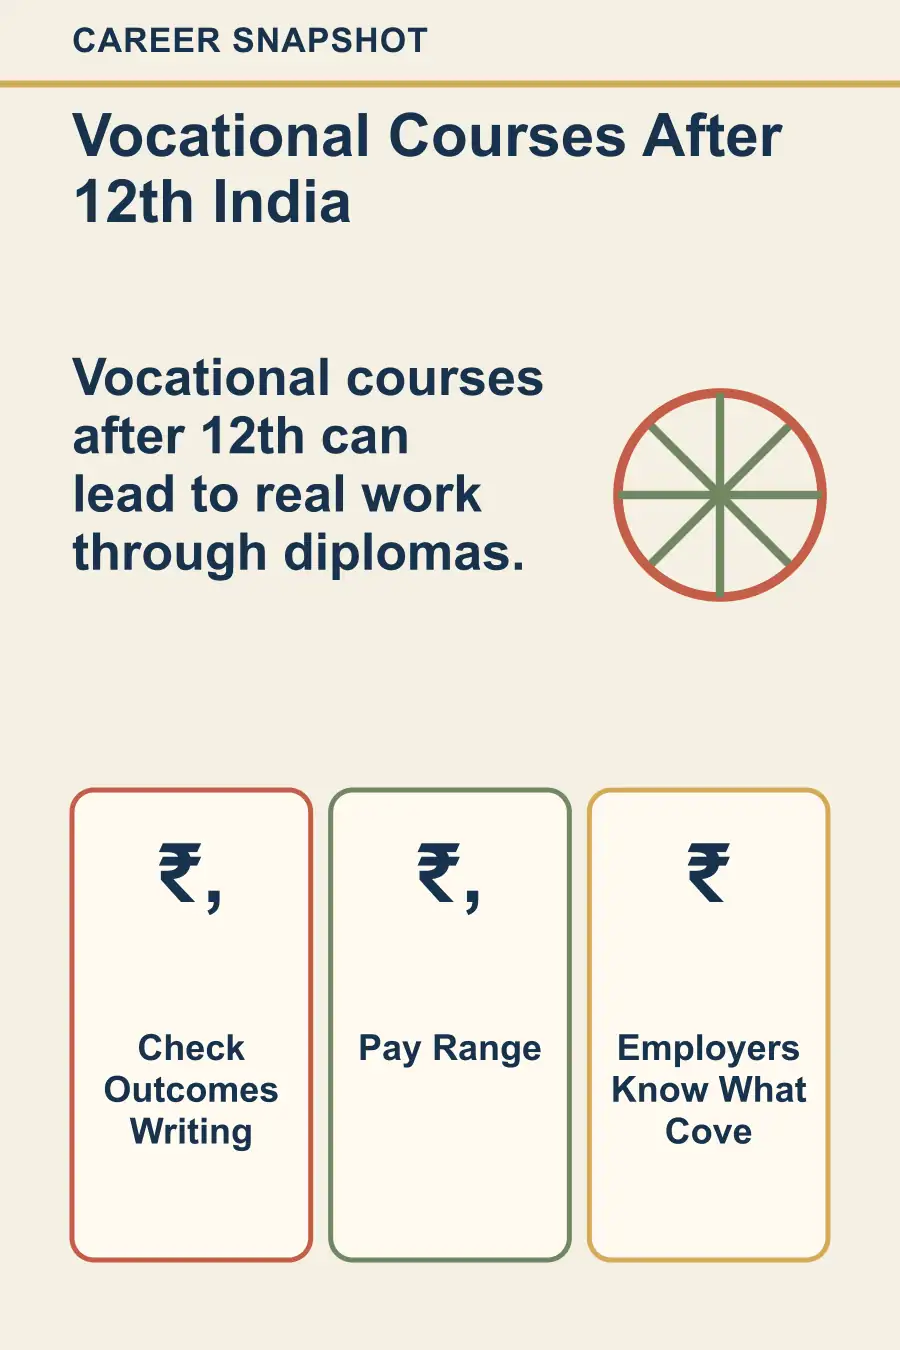 CAREER SNAPSHOT
Vocational Courses After
12th India
Vocational courses
after 12th can
lead to real work
through diplomas.
₹,
Check
Outcomes
Writing
₹,
Pay Range
₹
Employers
Know What
Cove